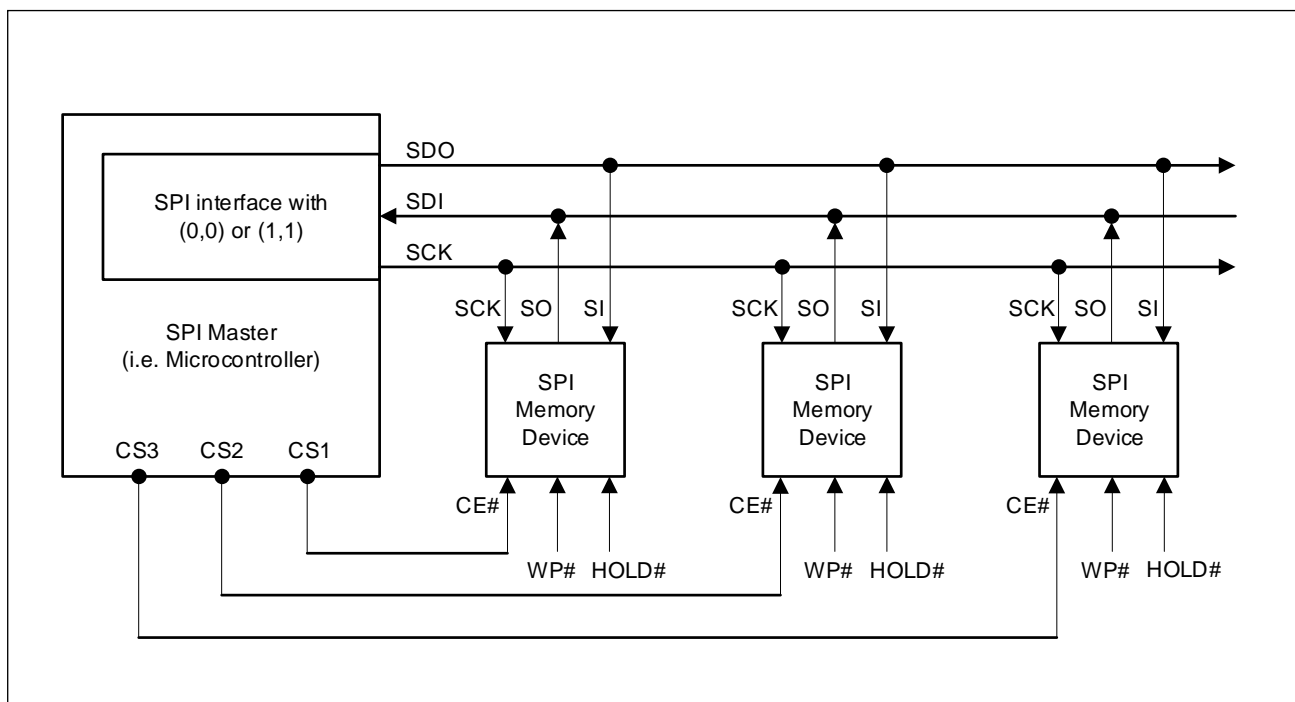 SDO
SPI interface with
(0,0) or (1,1)
SDI
SCK
SPI Master
(i.e. Microcontroller)
SCK SO SI
SCK SO SI
SCK SO SI
SPI
Memory
Device
SPI
Memory
Device
SPI
Memory
Device
CS3 CS2 CS1
CE#
CE#
CE#
WP# HOLD#
WP# HOLD#
WP# HOLD#